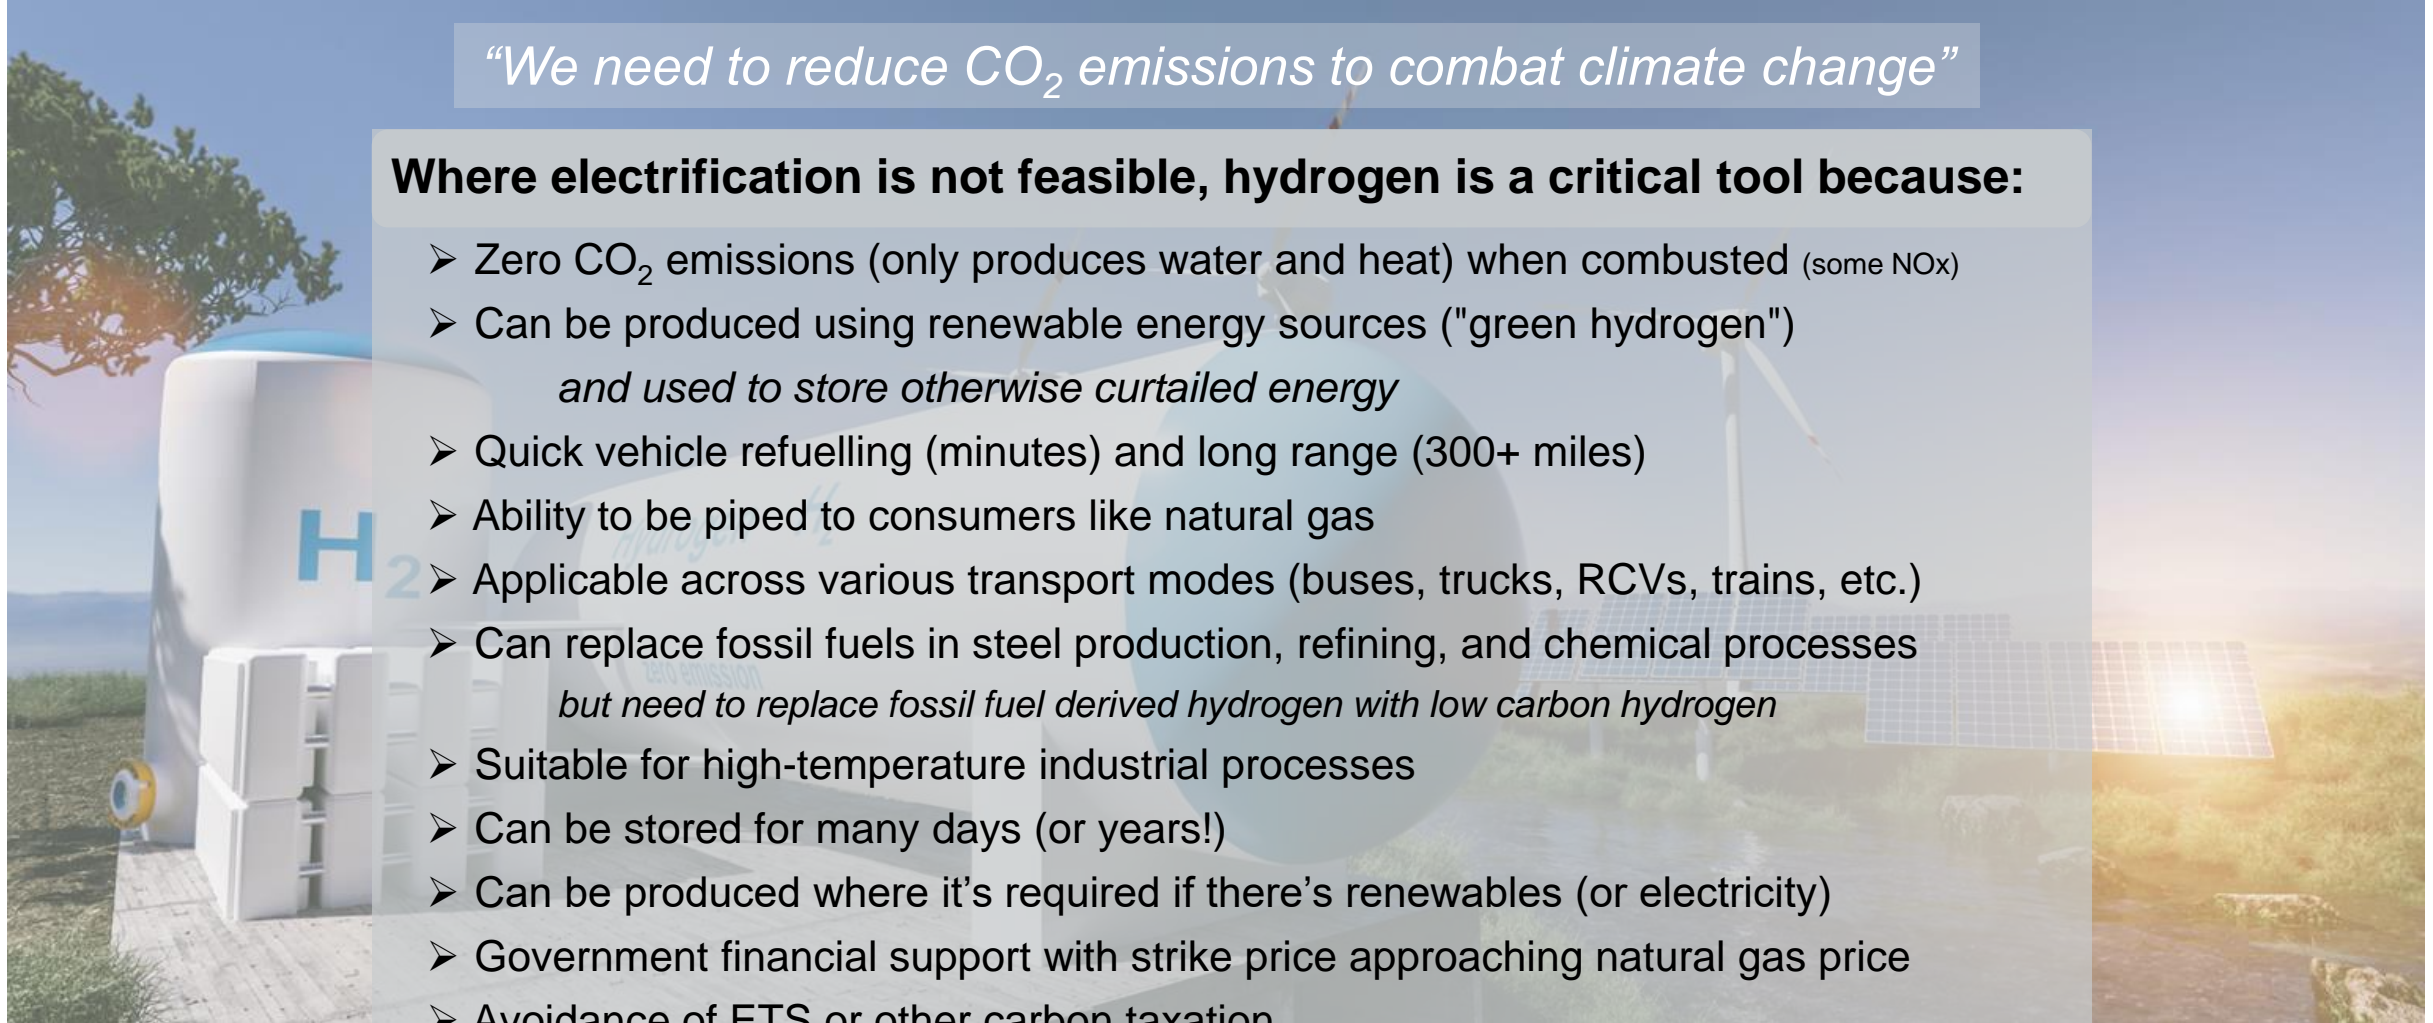 “We need to reduce CO₂ emissions to combat climate change”
Where electrification is not feasible, hydrogen is a critical tool because:
➢ Zero CO₂ emissions (only produces water and heat) when combusted (some NOx)
➢ Can be produced using renewable energy sources ("green hydrogen")
and used to store otherwise curtailed energy
➢ Quick vehicle refuelling (minutes) and long range (300+ miles)
➢ Ability to be piped to consumers like natural gas
➢ Applicable across various transport modes (buses, trucks, RCVs, trains, etc.)
➢ Can replace fossil fuels in steel production, refining, and chemical processes
but need to replace fossil fuel derived hydrogen with low carbon hydrogen
➢ Suitable for high-temperature industrial processes
➢ Can be stored for many days (or years!)
➢ Can be produced where it’s required if there’s renewables (or electricity)
➢ Government financial support with strike price approaching natural gas price
➢ Avoidance of ETS or other carbon taxation
H₂
Hydrogen H₂
zero emission